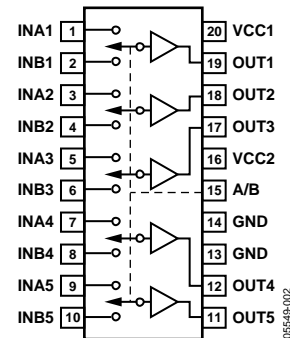 INA1 1 20 VCC1
INB1 2 19 OUT1
INA2 3 18 OUT2
INB2 4 17 OUT3
INA3 5 16 VCC2
INB3 6 15 A/B
INA4 7 14 GND
INB4 8 13 GND
INA5 9 12 OUT4
INB5 10 11 OUT5
05549-002